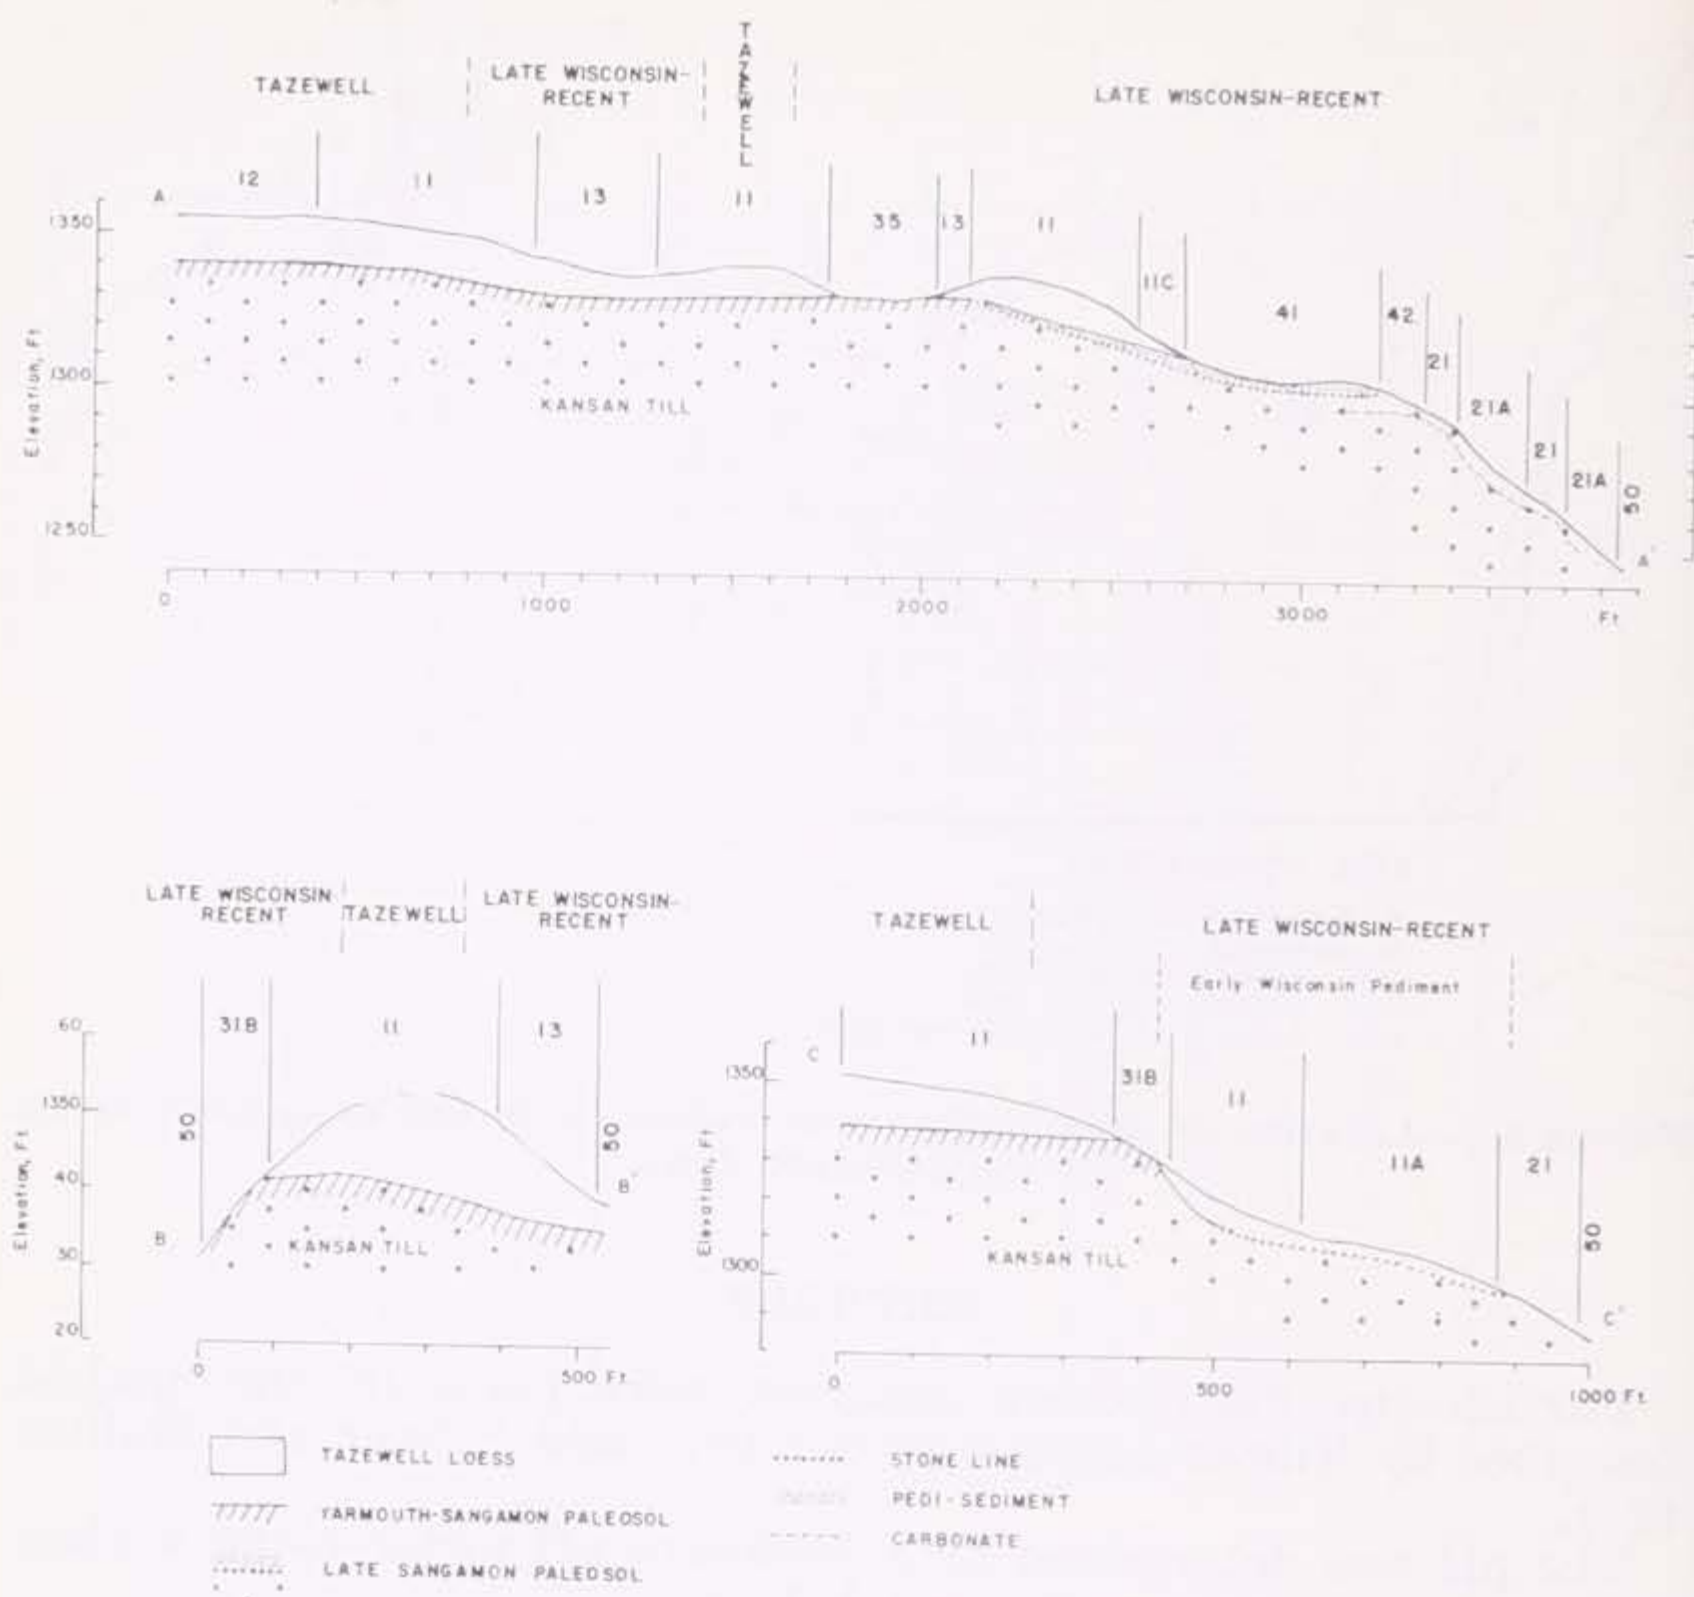 TAZEWELL
LATE WISCONSIN-
RECENT
TAZEWELL
LATE WISCONSIN-RECENT
12
11
13
11
35
13
11
11C
41
42
21
21A
21
21A
50
A
A'
1350
1300
1250
Elevation, Ft
KANSAN TILL
0
1000
2000
3000
Ft
LATE WISCONSIN
RECENT
TAZEWELL
LATE WISCONSIN-
RECENT
50
31B
11
13
50
B
B'
60
1350
40
30
20
Elevation, Ft
KANSAN TILL
0
500 Ft
TAZEWELL
LATE WISCONSIN-RECENT
Early Wisconsin Pediment
C
11
31B
11
11A
21
50
C'
1350
1300
Elevation, Ft
KANSAN TILL
0
500
1000 Ft
TAZEWELL LOESS
YARMOUTH-SANGAMON PALEOSOL
LATE SANGAMON PALEOSOL
STONE LINE
PEDI-SEDIMENT
CARBONATE